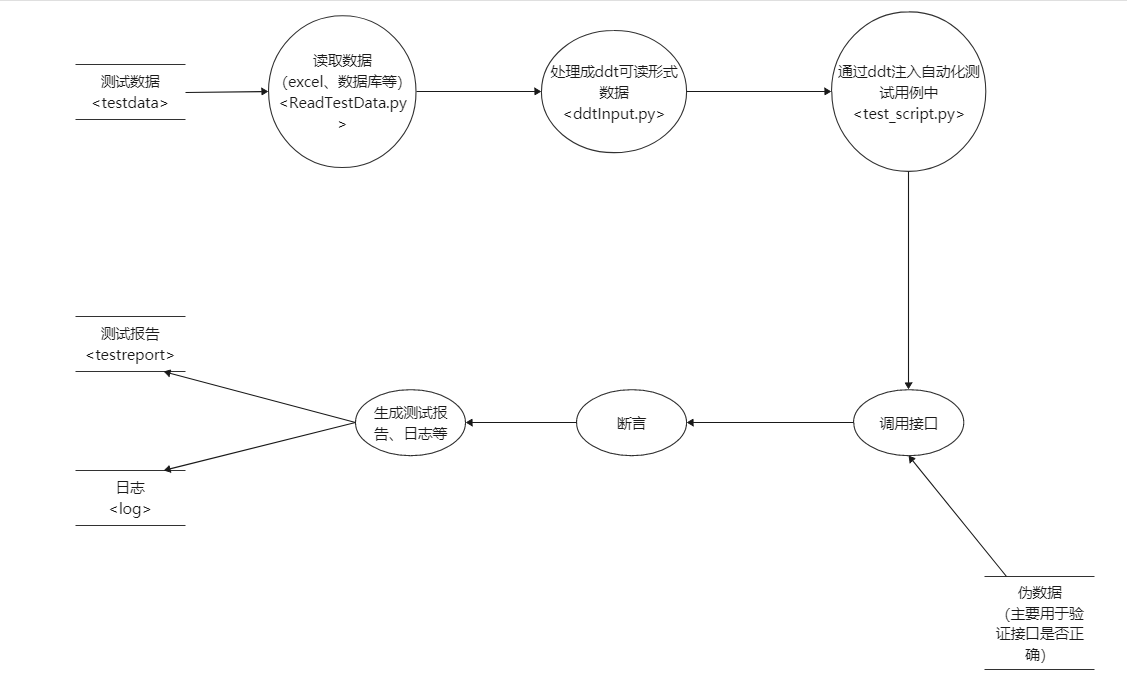 测试数据
<testdata>
读取数据
（excel、数据库等）
<ReadTestData.py
>
处理成ddt可读形式
数据
<ddtInput.py>
通过ddt注入自动化测
试用例中
<test_script.py>
测试报告
<testreport>
生成测试报
告、日志等
断言
调用接口
日志
<log>
伪数据
（主要用于验
证接口是否正
确）